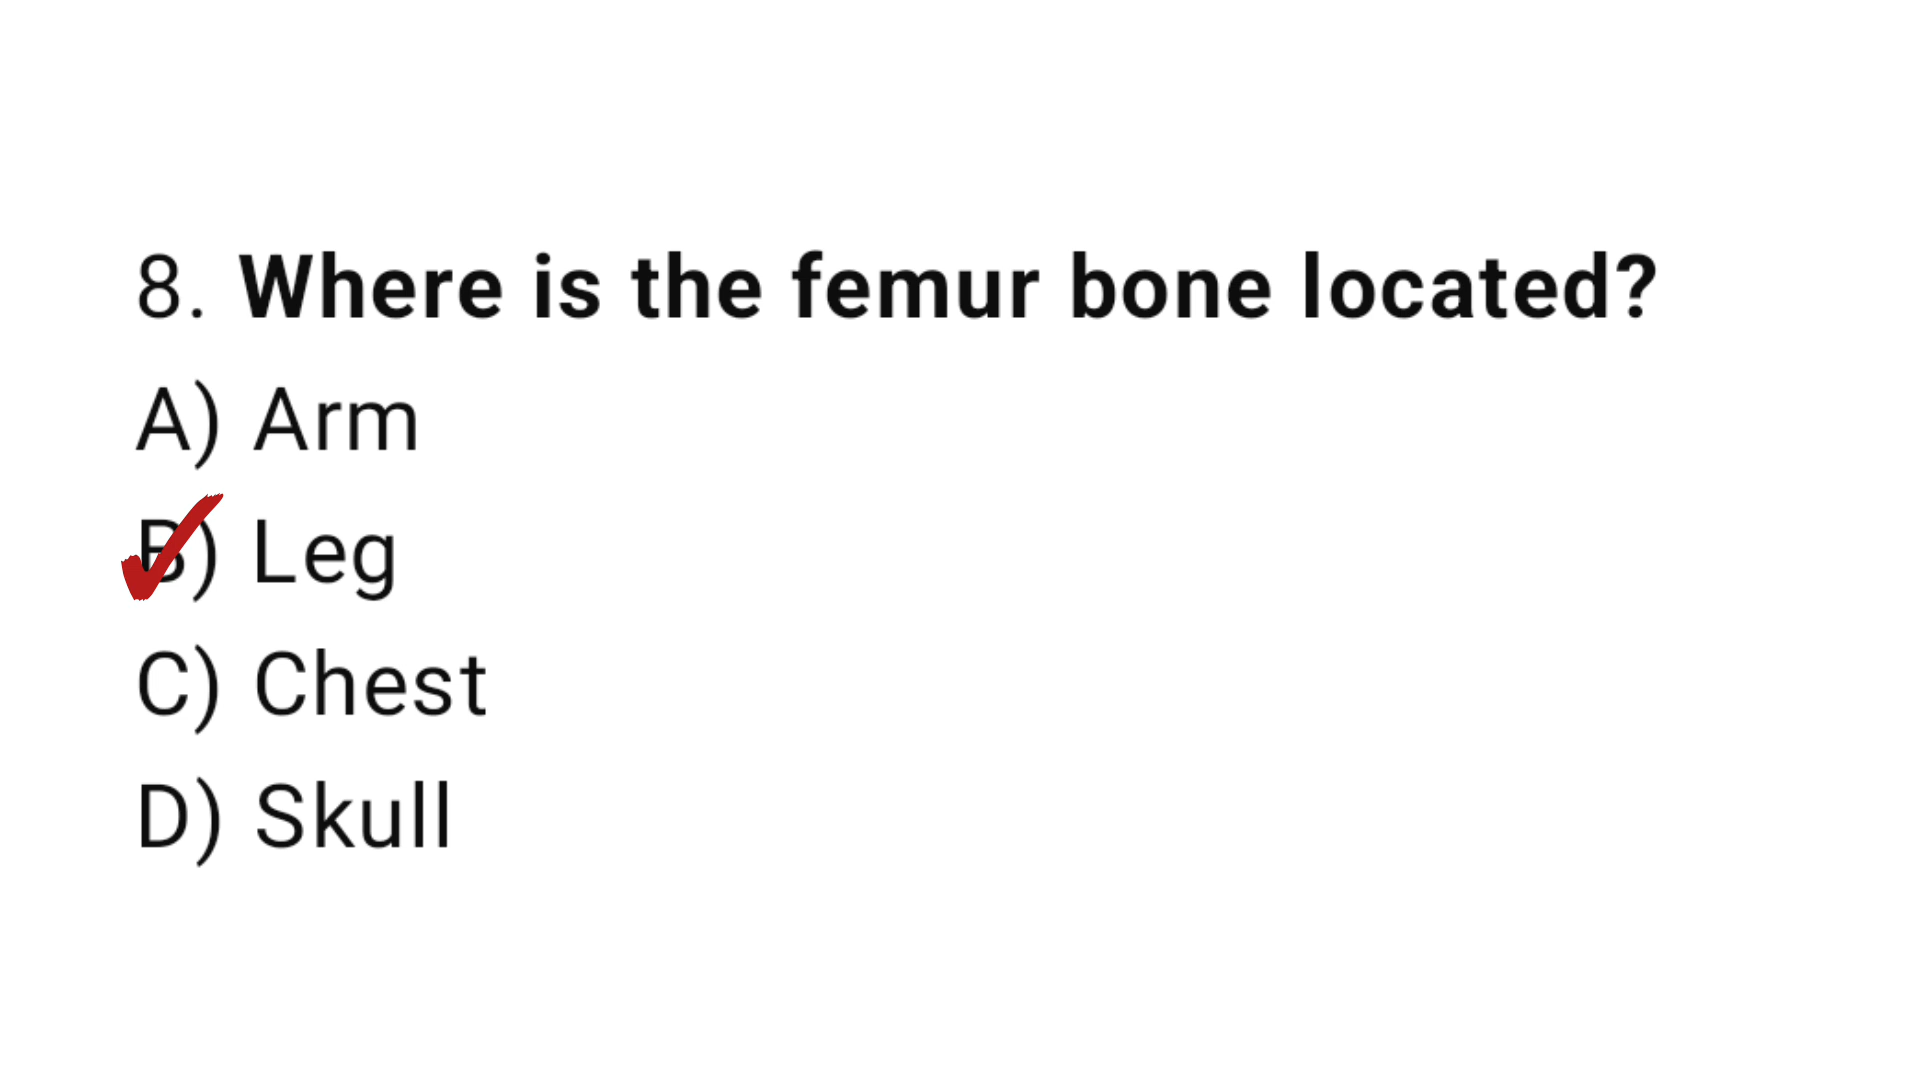 8. Where is the femur bone located?
A) Arm
B) Leg
C) Chest
D) Skull